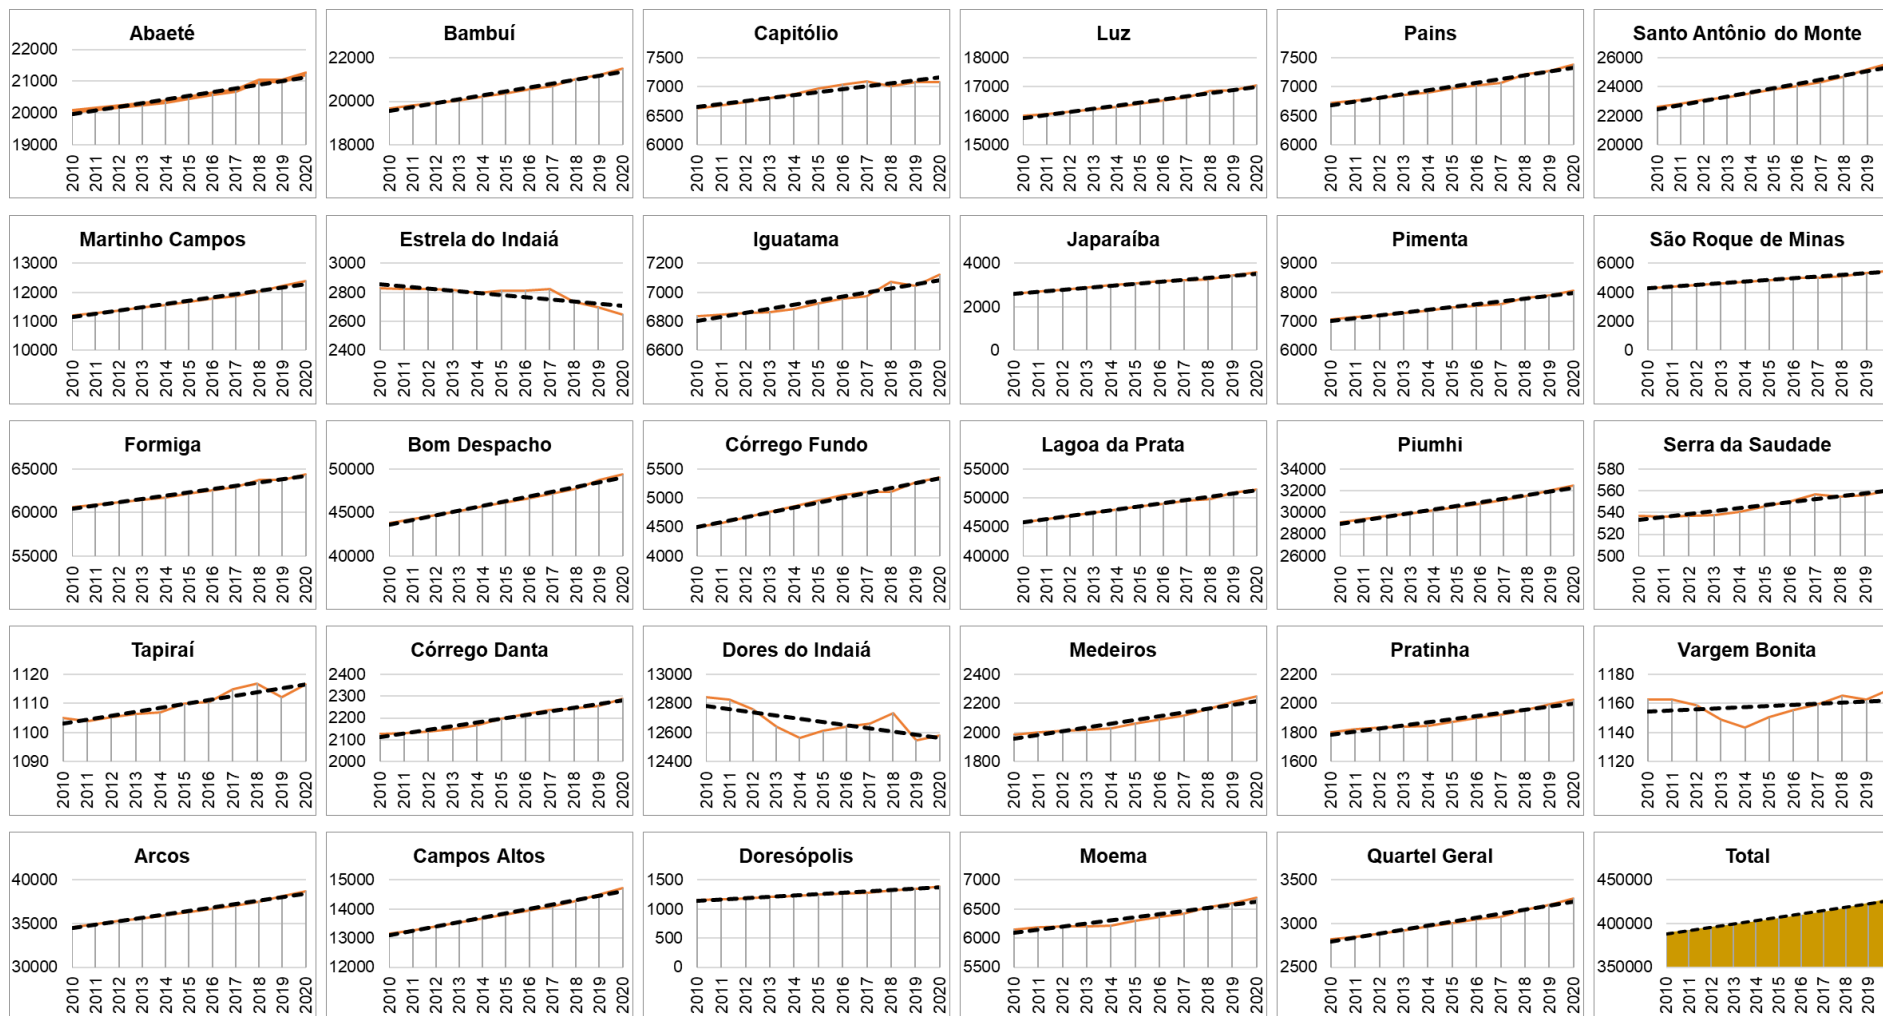 Abaeté
22000
21000
20000
19000
2010 2011 2012 2013 2014 2015 2016 2017 2018 2019 2020
Bambuí
22000
20000
18000
2010 2011 2012 2013 2014 2015 2016 2017 2018 2019 2020
Capitólio
7500
7000
6500
6000
2010 2011 2012 2013 2014 2015 2016 2017 2018 2019 2020
Luz
18000
17000
16000
15000
2010 2011 2012 2013 2014 2015 2016 2017 2018 2019 2020
Pains
7500
7000
6500
6000
2010 2011 2012 2013 2014 2015 2016 2017 2018 2019 2020
Santo Antônio do Monte
26000
24000
22000
20000
2010 2011 2012 2013 2014 2015 2016 2017 2018 2019
Martinho Campos
13000
12000
11000
10000
2010 2011 2012 2013 2014 2015 2016 2017 2018 2019 2020
Estrela do Indaiá
3000
2800
2600
2400
2010 2011 2012 2013 2014 2015 2016 2017 2018 2019 2020
Iguatama
7200
7000
6800
6600
2010 2011 2012 2013 2014 2015 2016 2017 2018 2019 2020
Japaraíba
4000
2000
0
2010 2011 2012 2013 2014 2015 2016 2017 2018 2019 2020
Pimenta
9000
8000
7000
6000
2010 2011 2012 2013 2014 2015 2016 2017 2018 2019 2020
São Roque de Minas
6000
4000
2000
0
2010 2011 2012 2013 2014 2015 2016 2017 2018 2019
Formiga
65000
60000
55000
2010 2011 2012 2013 2014 2015 2016 2017 2018 2019 2020
Bom Despacho
50000
45000
40000
2010 2011 2012 2013 2014 2015 2016 2017 2018 2019 2020
Córrego Fundo
5500
5000
4500
4000
2010 2011 2012 2013 2014 2015 2016 2017 2018 2019 2020
Lagoa da Prata
55000
50000
45000
40000
2010 2011 2012 2013 2014 2015 2016 2017 2018 2019 2020
Piumhi
34000
32000
30000
28000
26000
2010 2011 2012 2013 2014 2015 2016 2017 2018 2019 2020
Serra da Saudade
580
560
540
520
500
2010 2011 2012 2013 2014 2015 2016 2017 2018 2019
Tapiraí
1120
1110
1100
1090
2010 2011 2012 2013 2014 2015 2016 2017 2018 2019 2020
Córrego Danta
2400
2300
2200
2100
2000
2010 2011 2012 2013 2014 2015 2016 2017 2018 2019 2020
Dores do Indaiá
13000
12800
12600
12400
2010 2011 2012 2013 2014 2015 2016 2017 2018 2019 2020
Medeiros
2400
2200
2000
1800
2010 2011 2012 2013 2014 2015 2016 2017 2018 2019 2020
Pratinha
2200
2000
1800
1600
2010 2011 2012 2013 2014 2015 2016 2017 2018 2019 2020
Vargem Bonita
1180
1160
1140
1120
2010 2011 2012 2013 2014 2015 2016 2017 2018 2019
Arcos
40000
35000
30000
2010 2011 2012 2013 2014 2015 2016 2017 2018 2019 2020
Campos Altos
15000
14000
13000
12000
2010 2011 2012 2013 2014 2015 2016 2017 2018 2019 2020
Doresópolis
1500
1000
500
0
2010 2011 2012 2013 2014 2015 2016 2017 2018 2019 2020
Moema
7000
6500
6000
5500
2010 2011 2012 2013 2014 2015 2016 2017 2018 2019 2020
Quartel Geral
3500
3000
2500
2010 2011 2012 2013 2014 2015 2016 2017 2018 2019 2020
Total
450000
400000
350000
2010 2011 2012 2013 2014 2015 2016 2017 2018 2019